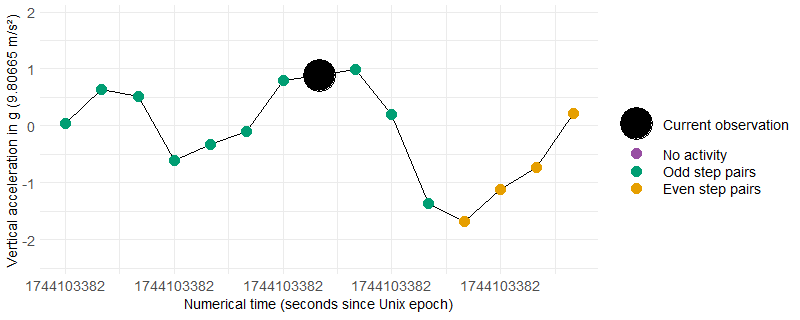 Vertical acceleration in g (9.80665 m/s²)
2
1
0
-1
-2
1744103382 1744103382 1744103382 1744103382 1744103382
Numerical time (seconds since Unix epoch)
Current observation
No activity
Odd step pairs
Even step pairs